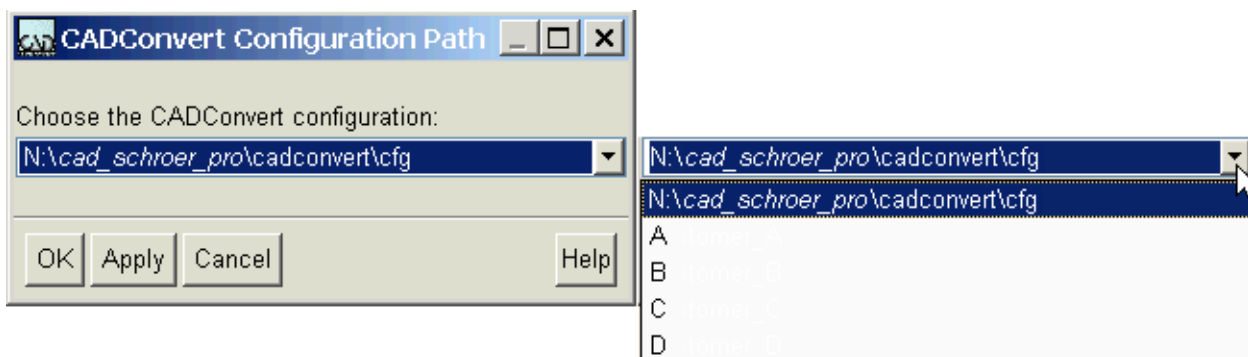 CADConvert Configuration Path
Choose the CADConvert configuration:
N:\cad_schroer_pro\cadconvert\cfg
OK Apply Cancel Help
N:\cad_schroer_pro\cadconvert\cfg
N:\cad_schroer_pro\cadconvert\cfg
A
B
C
D